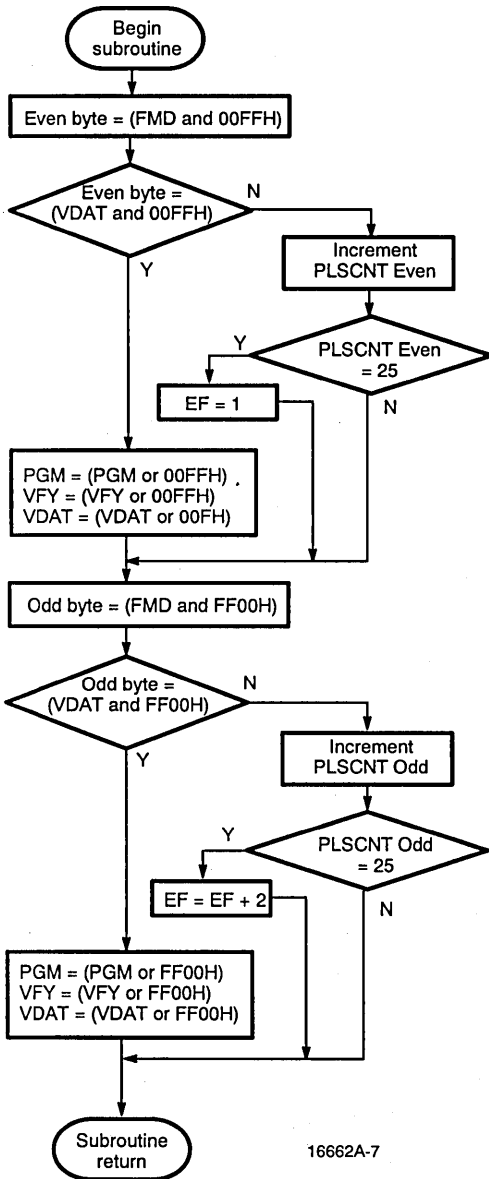 Begin
subroutine
Even byte = (FMD and 00FFH)
Even byte =
(VDAT and 00FFH)
N
Y
Increment
PLSCNT Even
PLSCNT Even
= 25
Y
N
EF = 1
PGM = (PGM or 00FFH)
VFY = (VFY or 00FFH)
VDAT = (VDAT or 00FH)
Odd byte = (FMD and FF00H)
Odd byte =
(VDAT and FF00H)
N
Y
Increment
PLSCNT Odd
PLSCNT Odd
= 25
Y
N
EF = EF + 2
PGM = (PGM or FF00H)
VFY = (VFY or FF00H)
VDAT = (VDAT or FF00H)
Subroutine
return
16662A-7